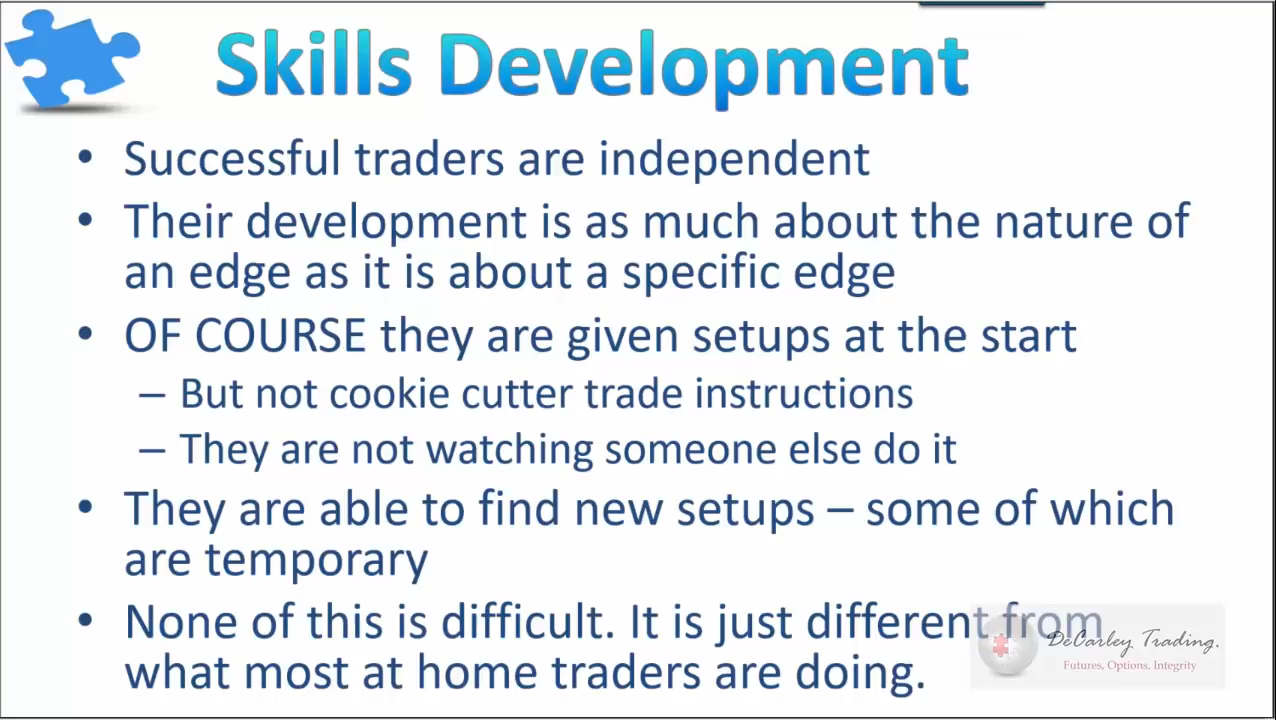 Skills Development
• Successful traders are independent
• Their development is as much about the nature of
an edge as it is about a specific edge
• OF COURSE they are given setups at the start
– But not cookie cutter trade instructions
– They are not watching someone else do it
• They are able to find new setups – some of which
are temporary
• None of this is difficult. It is just different from
what most at home traders are doing.
DeCarley Trading.
Futures, Options, Integrity